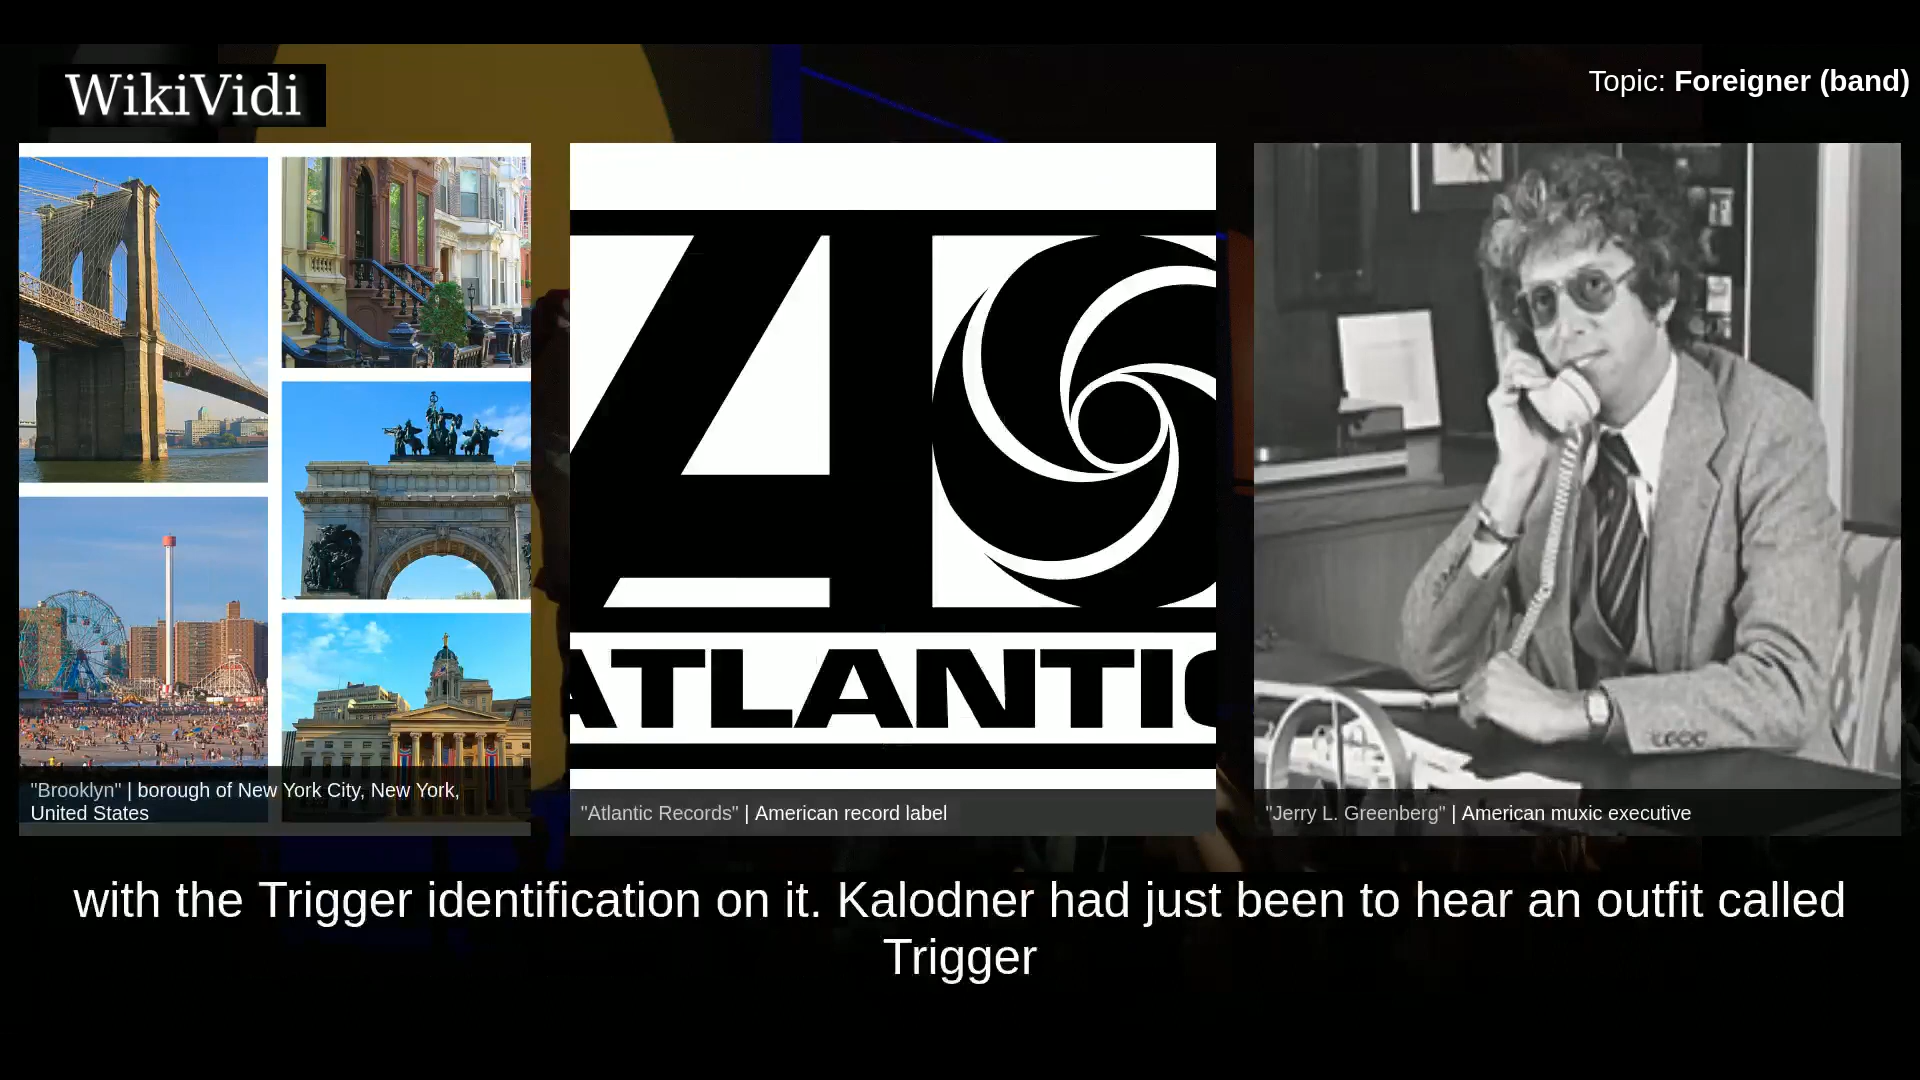 WikiVidi
Topic: Foreigner (band)
ATLANTIC
"Brooklyn" | borough of New York City, New York,
United States
"Atlantic Records" | American record label
"Jerry L. Greenberg" | American muxic executive
with the Trigger identification on it. Kalodner had just been to hear an outfit called
Trigger